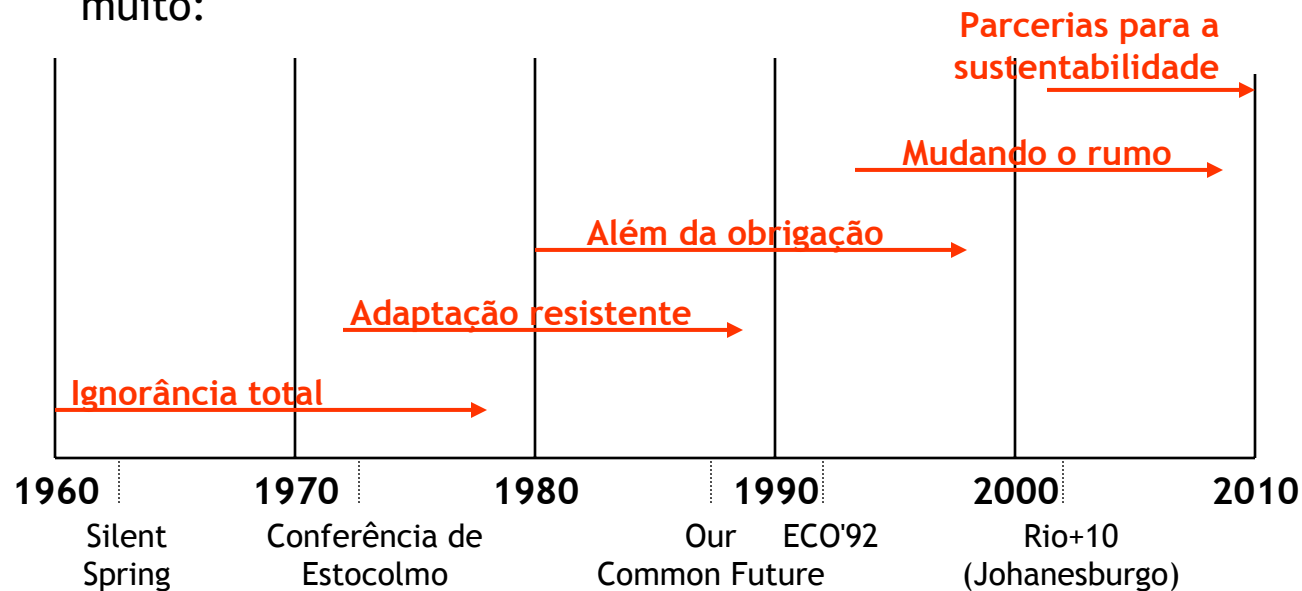 muito:
Parcerias para a
sustentabilidade
Mudando o rumo
Além da obrigação
Adaptação resistente
Ignorância total
1960 1970 1980 1990 2000 2010
Silent
Spring
Conferência de
Estocolmo
Our
Common Future
ECO'92
Rio+10
(Johanesburgo)